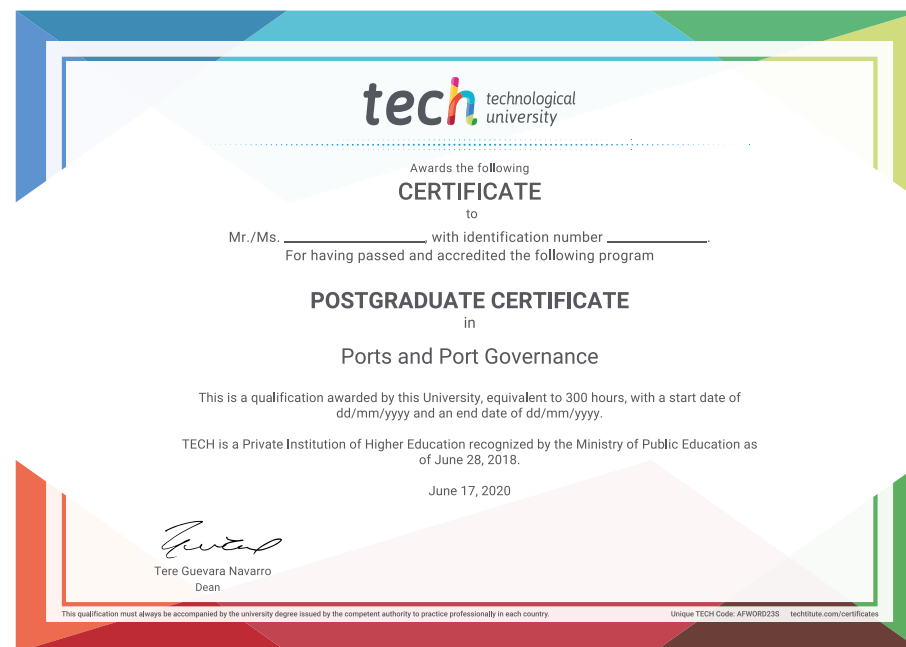 tech technological
university
Awards the following
CERTIFICATE
to
Mr./Ms. ____________________, with identification number ______________.
For having passed and accredited the following program
POSTGRADUATE CERTIFICATE
in
Ports and Port Governance
This is a qualification awarded by this University, equivalent to 300 hours, with a start date of
dd/mm/yyyy and an end date of dd/mm/yyyy.
TECH is a Private Institution of Higher Education recognized by the Ministry of Public Education as
of June 28, 2018.
June 17, 2020
Tere Guevara Navarro
Dean
This qualification must always be accompanied by the university degree issued by the competent authority to practice professionally in each country.
Unique TECH Code: AFWORD23S techtitute.com/certificates